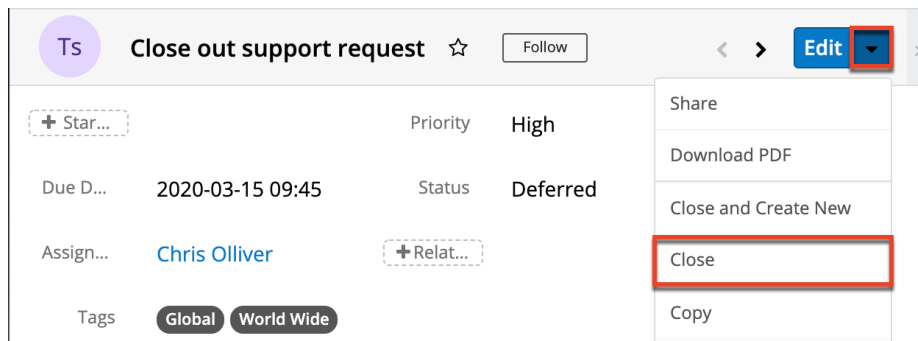 Ts Close out support request Follow Edit
Share
+ Star... Priority High
Download PDF
Due D... 2020-03-15 09:45 Status Deferred
Close and Create New
Assign... Chris Olliver +Relat...
Close
Tags Global World Wide
Copy